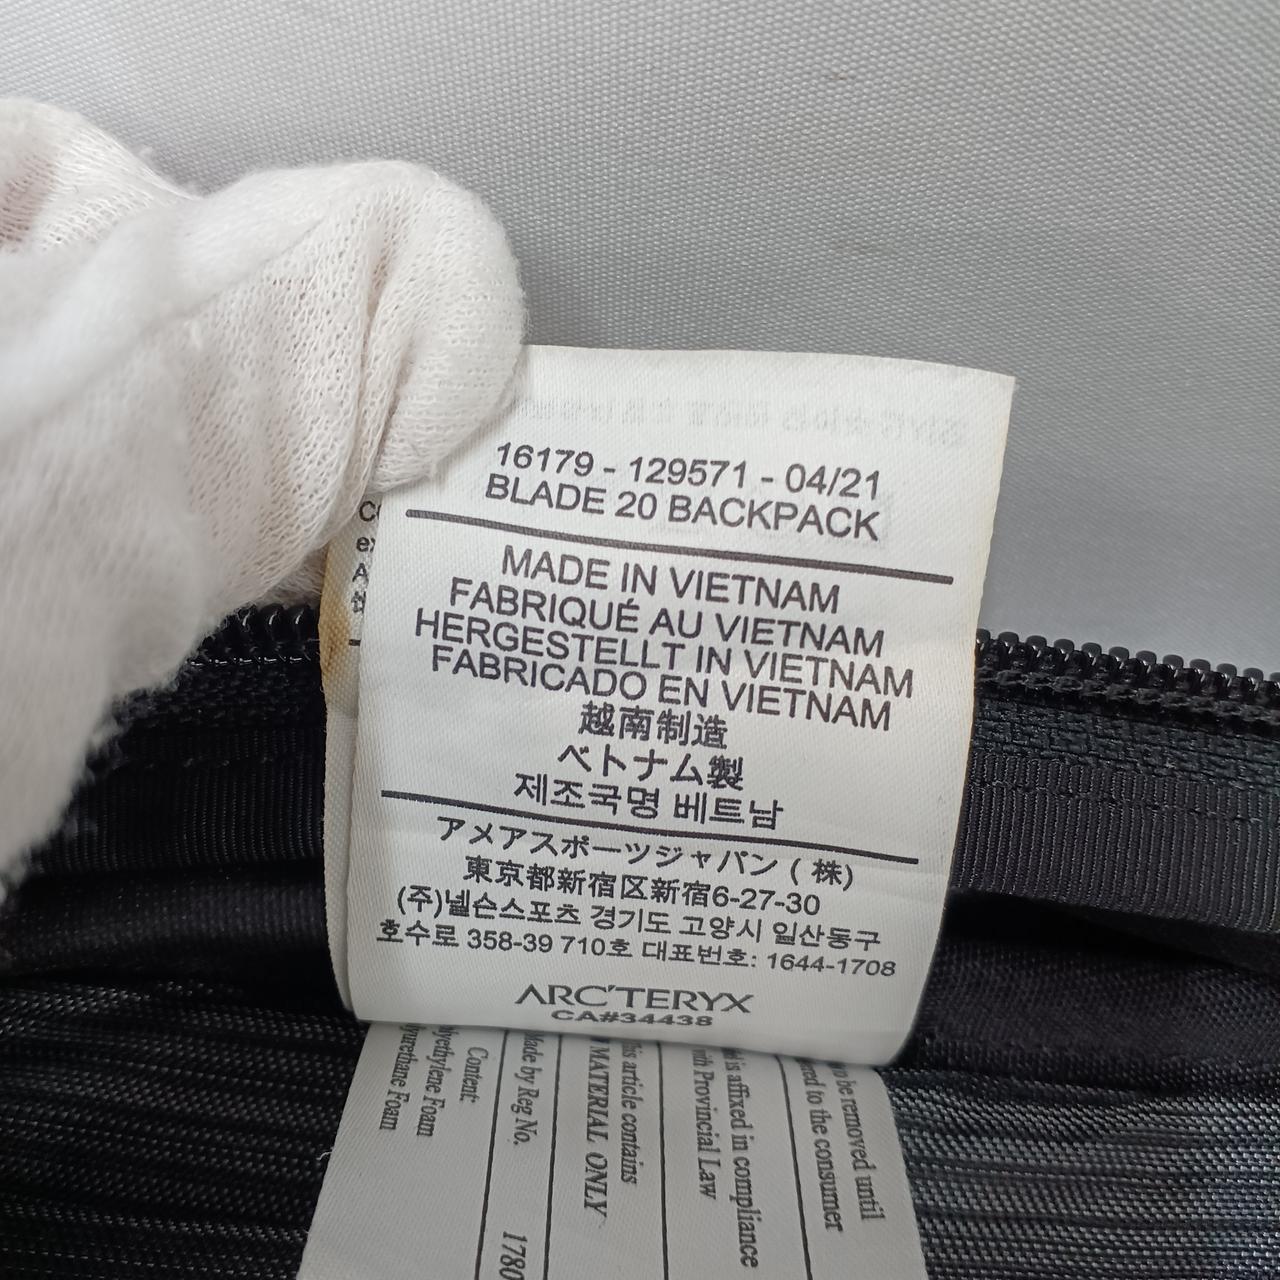 16179 - 129571 - 04/21
BLADE 20 BACKPACK
MADE IN VIETNAM
FABRIQUÉ AU VIETNAM
HERGESTELLT IN VIETNAM
FABRICADO EN VIETNAM
越南制造
ベトナム製
제조국명 베트남
アメアスポーツジャパン ( 株)
東京都新宿区新宿6-27-30
(주)넬슨스포츠 경기도 고양시 일산동구
호수로 358-39 710호 대표번호: 1644-1708
ARC'TERYX
CA#34438
be removed until
to the consumer
is affixed in compliance
with Provincial Law
This article contains
MATERIAL ONLY
Made by Reg No.
1780
Content:
Foam
Foam